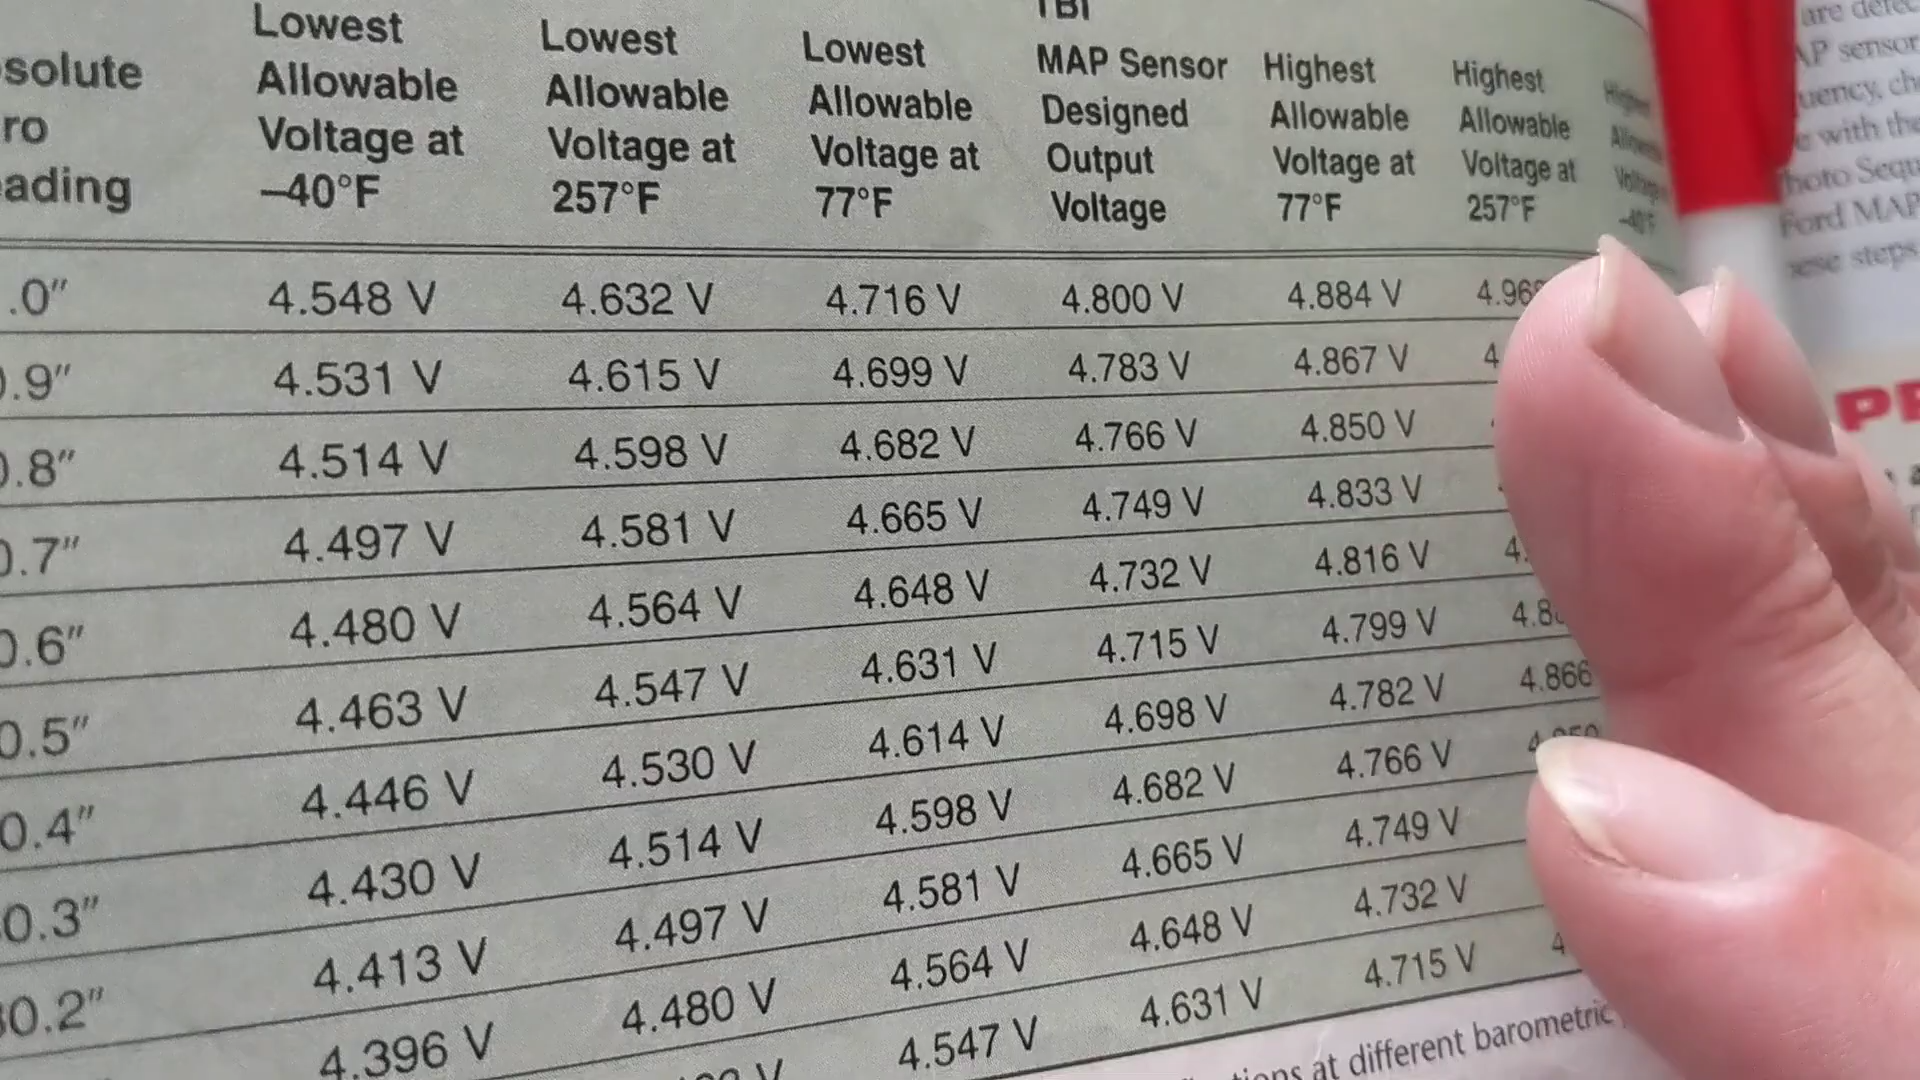 Lowest Allowable Voltage at –40°F
Lowest Allowable Voltage at 257°F
Lowest Allowable Voltage at 77°F
TBI MAP Sensor Designed Output Voltage
Highest Allowable Voltage at 77°F
Highest Allowable Voltage at 257°F
.0″ 4.548 V 4.632 V 4.716 V 4.800 V 4.884 V
.9″ 4.531 V 4.615 V 4.699 V 4.783 V 4.867 V
.8″ 4.514 V 4.598 V 4.682 V 4.766 V 4.850 V
0.7″ 4.497 V 4.581 V 4.665 V 4.749 V 4.833 V
0.6″ 4.480 V 4.564 V 4.648 V 4.732 V 4.816 V
0.5″ 4.463 V 4.547 V 4.631 V 4.715 V 4.799 V
0.4″ 4.446 V 4.530 V 4.614 V 4.698 V 4.782 V 4.866
0.3″ 4.430 V 4.514 V 4.598 V 4.682 V 4.766 V
30.2″ 4.413 V 4.497 V 4.581 V 4.665 V 4.749 V
4.396 V 4.480 V 4.564 V 4.648 V 4.732 V
4.547 V 4.631 V 4.715 V
at different barometric
are
AP sensor
with the
Photo
Ford MAP
steps